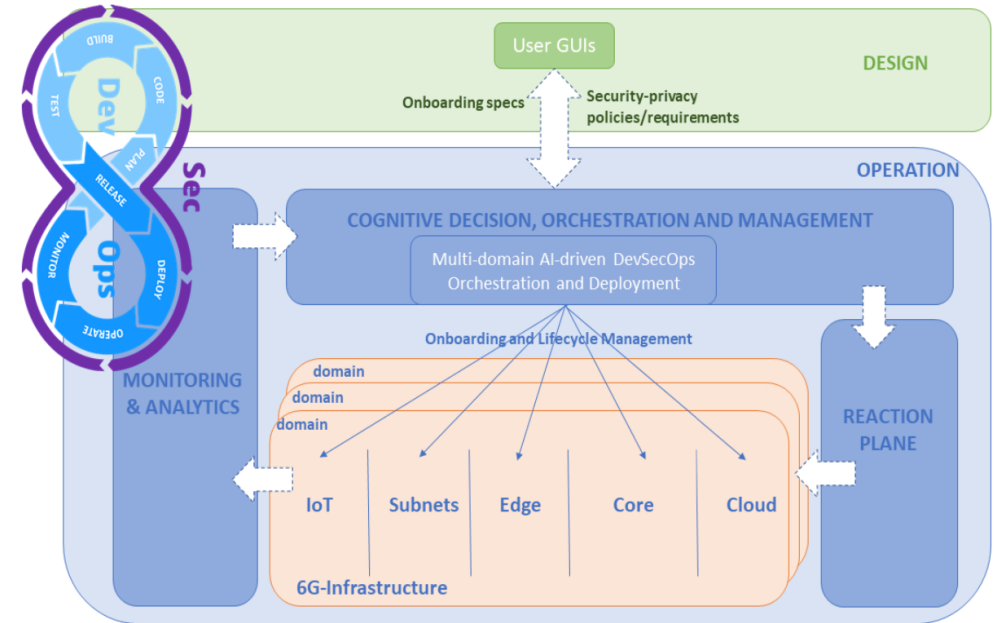 User GUIs
DESIGN
Onboarding specs
Security-privacy
policies/requirements
BUILD
CODE
TEST
Dev
PLAN
RELEASE
Sec
MONITOR
Ops
DEPLOY
OPERATE
OPERATION
COGNITIVE DECISION, ORCHESTRATION AND MANAGEMENT
Multi-domain AI-driven DevSecOps
Orchestration and Deployment
Onboarding and Lifecycle Management
MONITORING
& ANALYTICS
domain
domain
domain
REACTION
PLANE
IoT
Subnets
Edge
Core
Cloud
6G-Infrastructure